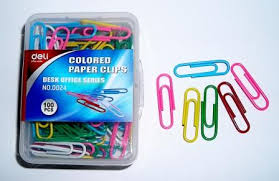 deli
COLORED
PAPER CLIPS
DESK OFFICE SERIES
NO.0024
100
PCS